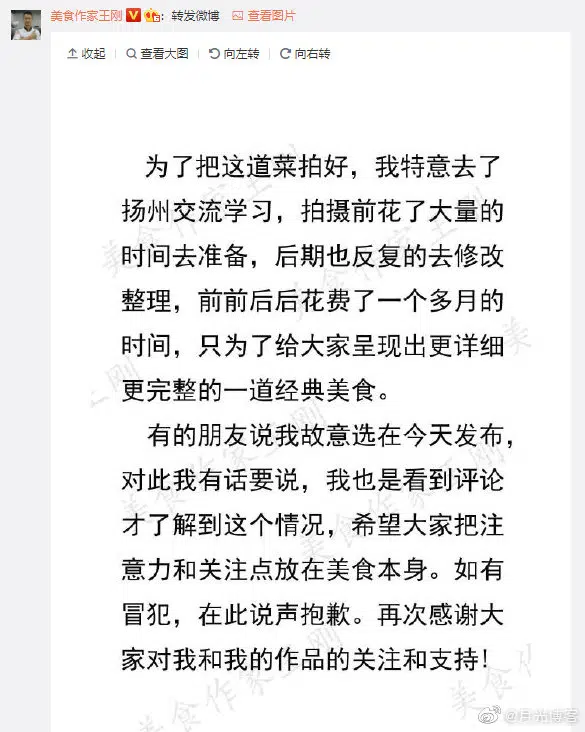 美食作家王刚 V : 转发微博 查看图片
收起 查看大图 向左转 向右转
为了把这道菜拍好，我特意去了
扬州交流学习，拍摄前花了大量的
时间去准备，后期也反复的去修改
整理，前前后后花费了一个多月的
时间，只为了给大家呈现出更详细
更完整的一道经典美食。
有的朋友说我故意选在今天发布，
对此我有话要说，我也是看到评论
才了解到这个情况，希望大家把注
意力和关注点放在美食本身。如有
冒犯，在此说声抱歉。再次感谢大
家对我和我的作品的关注和支持！
美食作家王刚
@月光博客